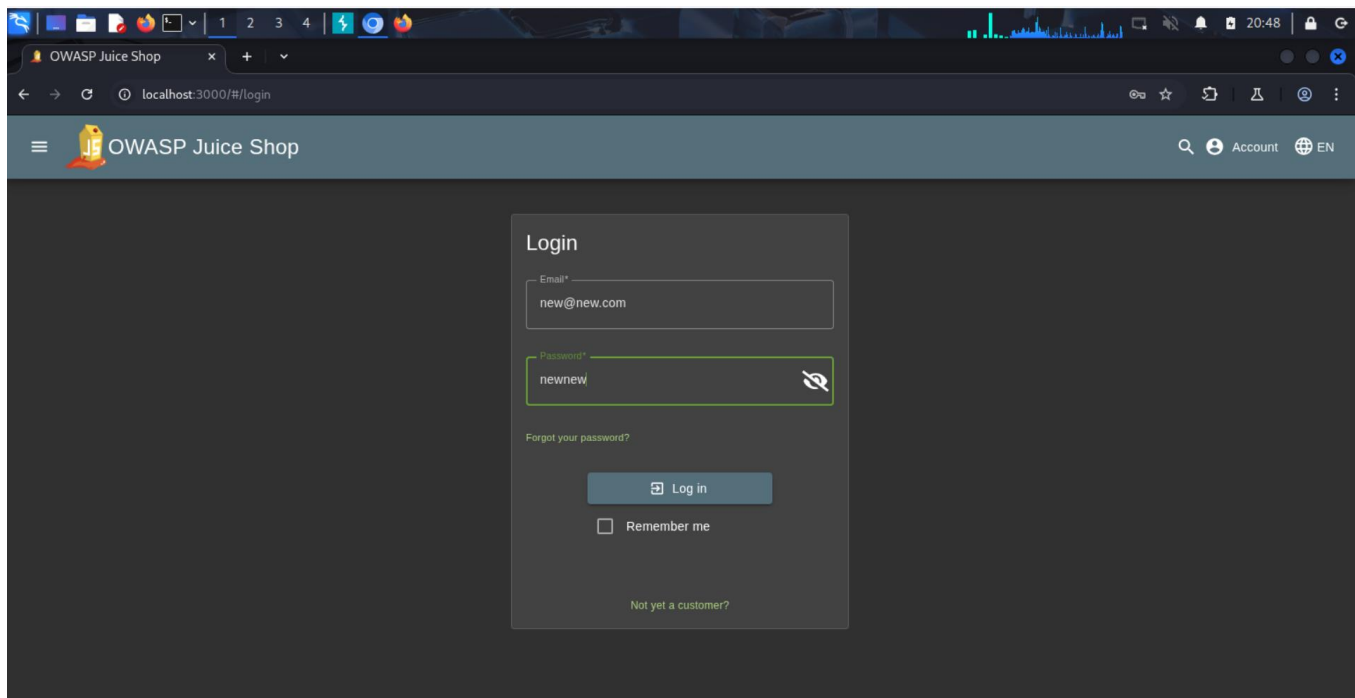 1 2 3 4 20:48
OWASP Juice Shop
localhost:3000/#/login
OWASP Juice Shop Account EN
Login
Email*
new@new.com
Password*
newnew
Forgot your password?
Log in
Remember me
Not yet a customer?